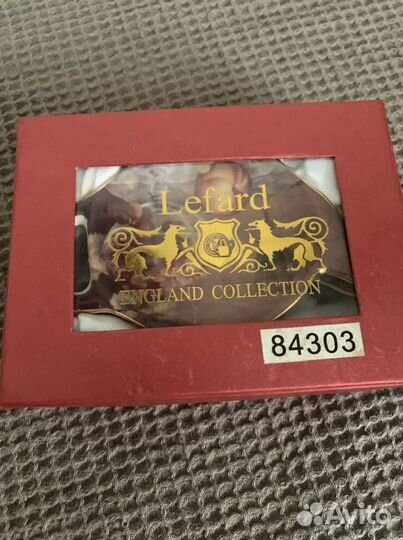 Lefard
ENGLAND COLLECTION
84303
Avito